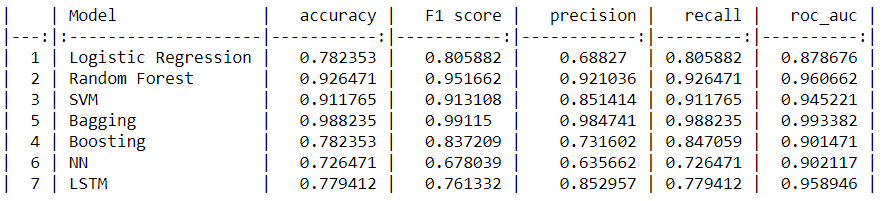 |    | Model               |   accuracy |   F1 score |   precision |   recall |   roc_auc |
|---:|:--------------------|-----------:|-----------:|------------:|---------:|----------:|
|  1 | Logistic Regression |   0.782353 |   0.805882 |    0.68827  | 0.805882 |  0.878676 |
|  2 | Random Forest       |   0.926471 |   0.951662 |    0.921036 | 0.926471 |  0.960662 |
|  3 | SVM                 |   0.911765 |   0.913108 |    0.851414 | 0.911765 |  0.945221 |
|  5 | Bagging             |   0.988235 |   0.99115  |    0.984741 | 0.988235 |  0.993382 |
|  4 | Boosting            |   0.782353 |   0.837209 |    0.731602 | 0.847059 |  0.901471 |
|  6 | NN                  |   0.726471 |   0.678039 |    0.635662 | 0.726471 |  0.902117 |
|  7 | LSTM                |   0.779412 |   0.761332 |    0.852957 | 0.779412 |  0.958946 |